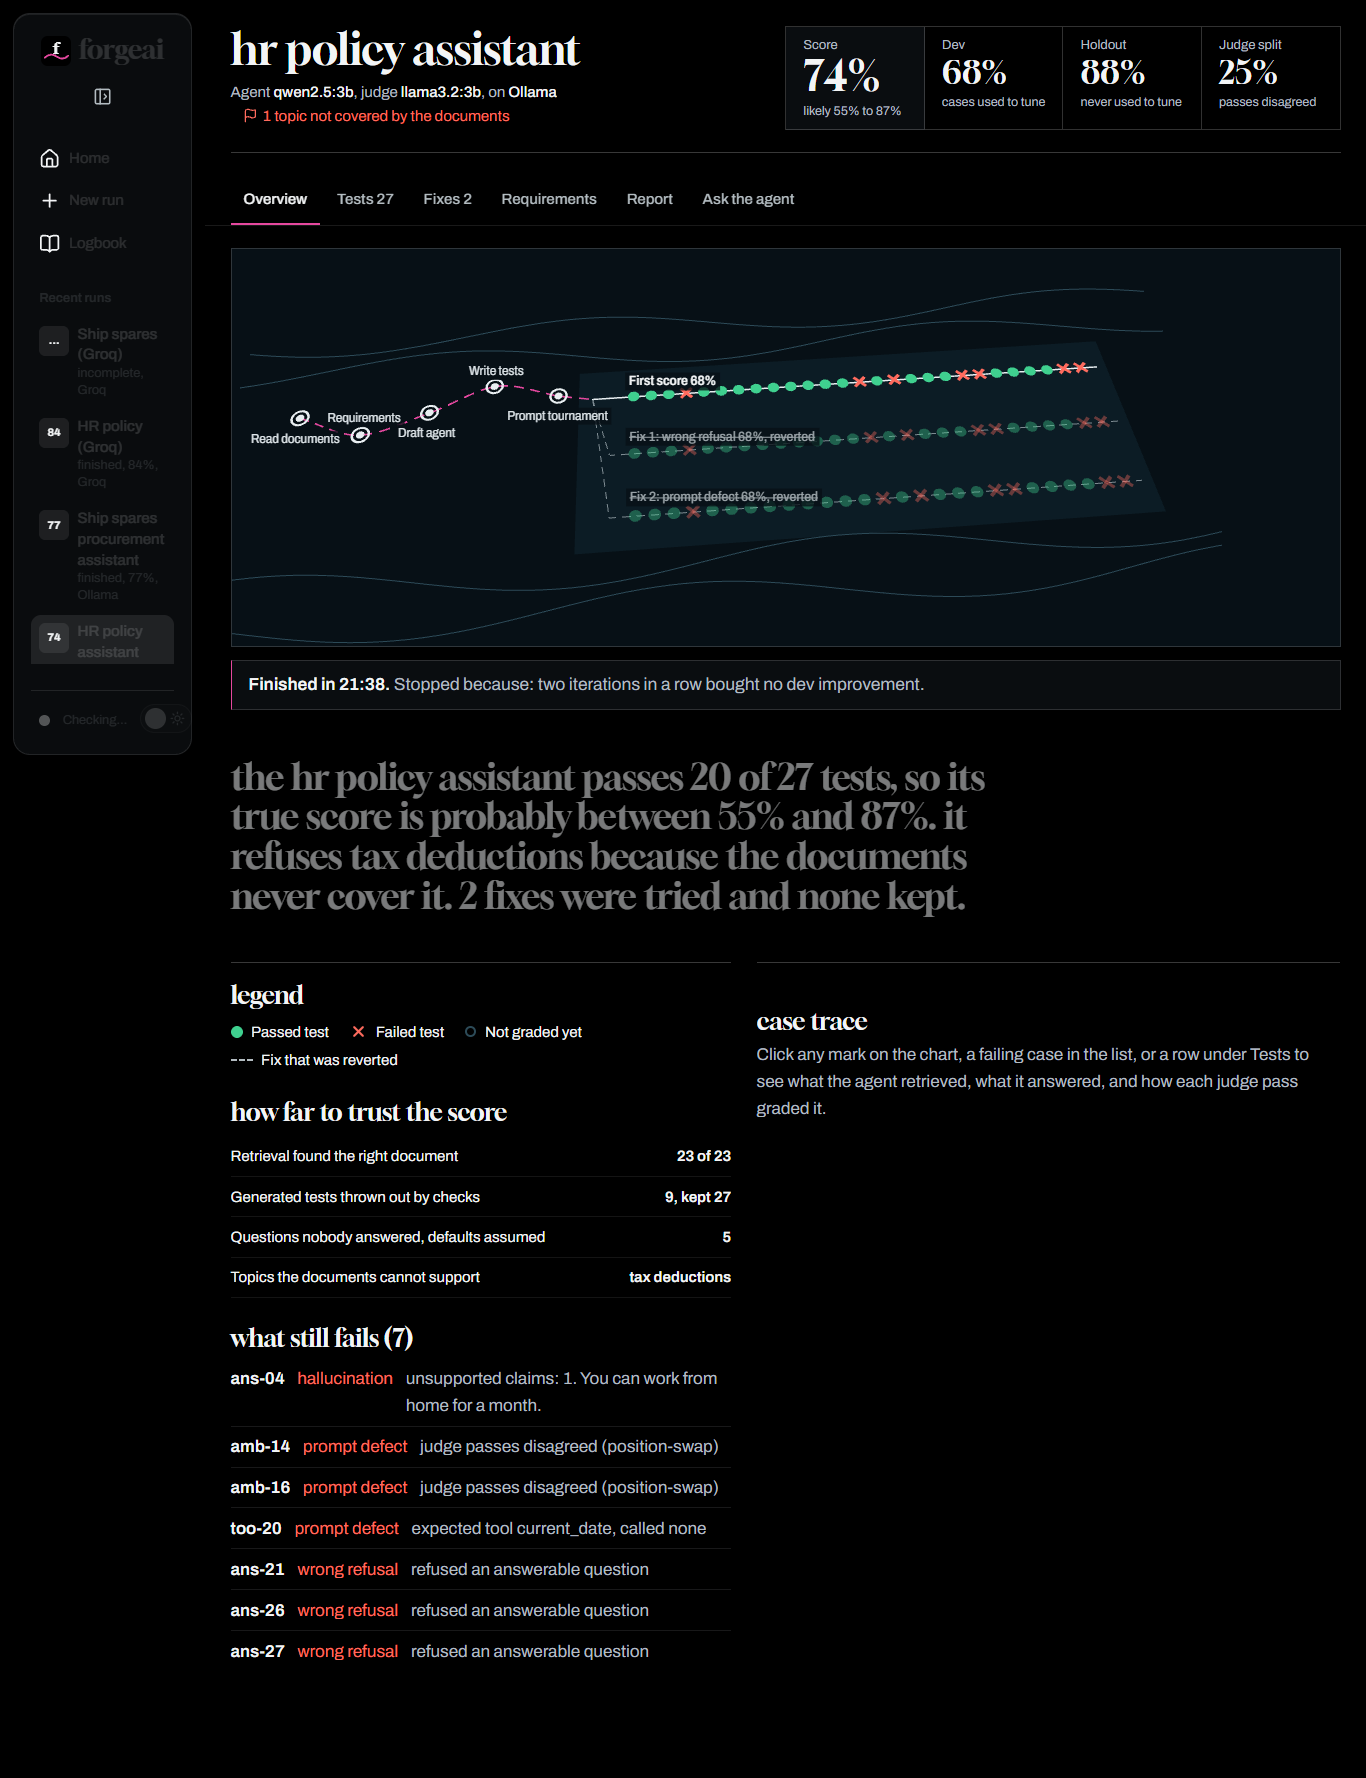 forgeai
Home
New run
Logbook
Recent runs
...
Ship spares
(Groq)
incomplete,
Groq
84
HR policy
(Groq)
finished, 84%,
Groq
77
Ship spares
procurement
assistant
finished, 77%,
Ollama
74
HR policy
assistant
Checking...
hr policy assistant
Agent qwen2.5:3b, judge llama3.2:3b, on Ollama
1 topic not covered by the documents
Score
74%
likely 55% to 87%
Dev
68%
cases used to tune
Holdout
88%
never used to tune
Judge split
25%
passes disagreed
Overview
Tests 27
Fixes 2
Requirements
Report
Ask the agent
Read documents
Requirements
Draft agent
Write tests
Prompt tournament
First score 68%
Fix 1: wrong refusal 68%, reverted
Fix 2: prompt defect 68%, reverted
Finished in 21:38. Stopped because: two iterations in a row bought no dev improvement.
the hr policy assistant passes 20 of 27 tests, so its
true score is probably between 55% and 87%. it
refuses tax deductions because the documents
never cover it. 2 fixes were tried and none kept.
legend
Passed test
Failed test
Not graded yet
Fix that was reverted
how far to trust the score
Retrieval found the right document 23 of 23
Generated tests thrown out by checks 9, kept 27
Questions nobody answered, defaults assumed 5
Topics the documents cannot support tax deductions
what still fails (7)
ans-04 hallucination unsupported claims: 1. You can work from
home for a month.
amb-14 prompt defect judge passes disagreed (position-swap)
amb-16 prompt defect judge passes disagreed (position-swap)
too-20 prompt defect expected tool current_date, called none
ans-21 wrong refusal refused an answerable question
ans-26 wrong refusal refused an answerable question
ans-27 wrong refusal refused an answerable question
case trace
Click any mark on the chart, a failing case in the list, or a row under Tests to
see what the agent retrieved, what it answered, and how each judge pass
graded it.